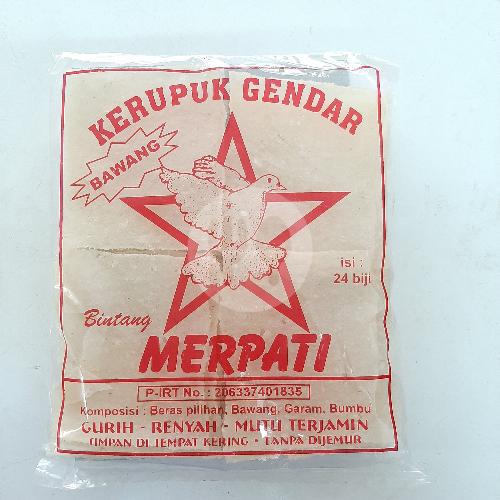 KERUPUK GENDAR
BAWANG
isi :
24 biji
Bintang
MERPATI
P-IRT No. : 206337401835
Komposisi : Beras pilihan, Bawang, Garam, Bumbu
GURIH - RENYAH - MUTU TERJAMIN
SIMPAN DI TEMPAT KERING - TANPA DIJEMUR